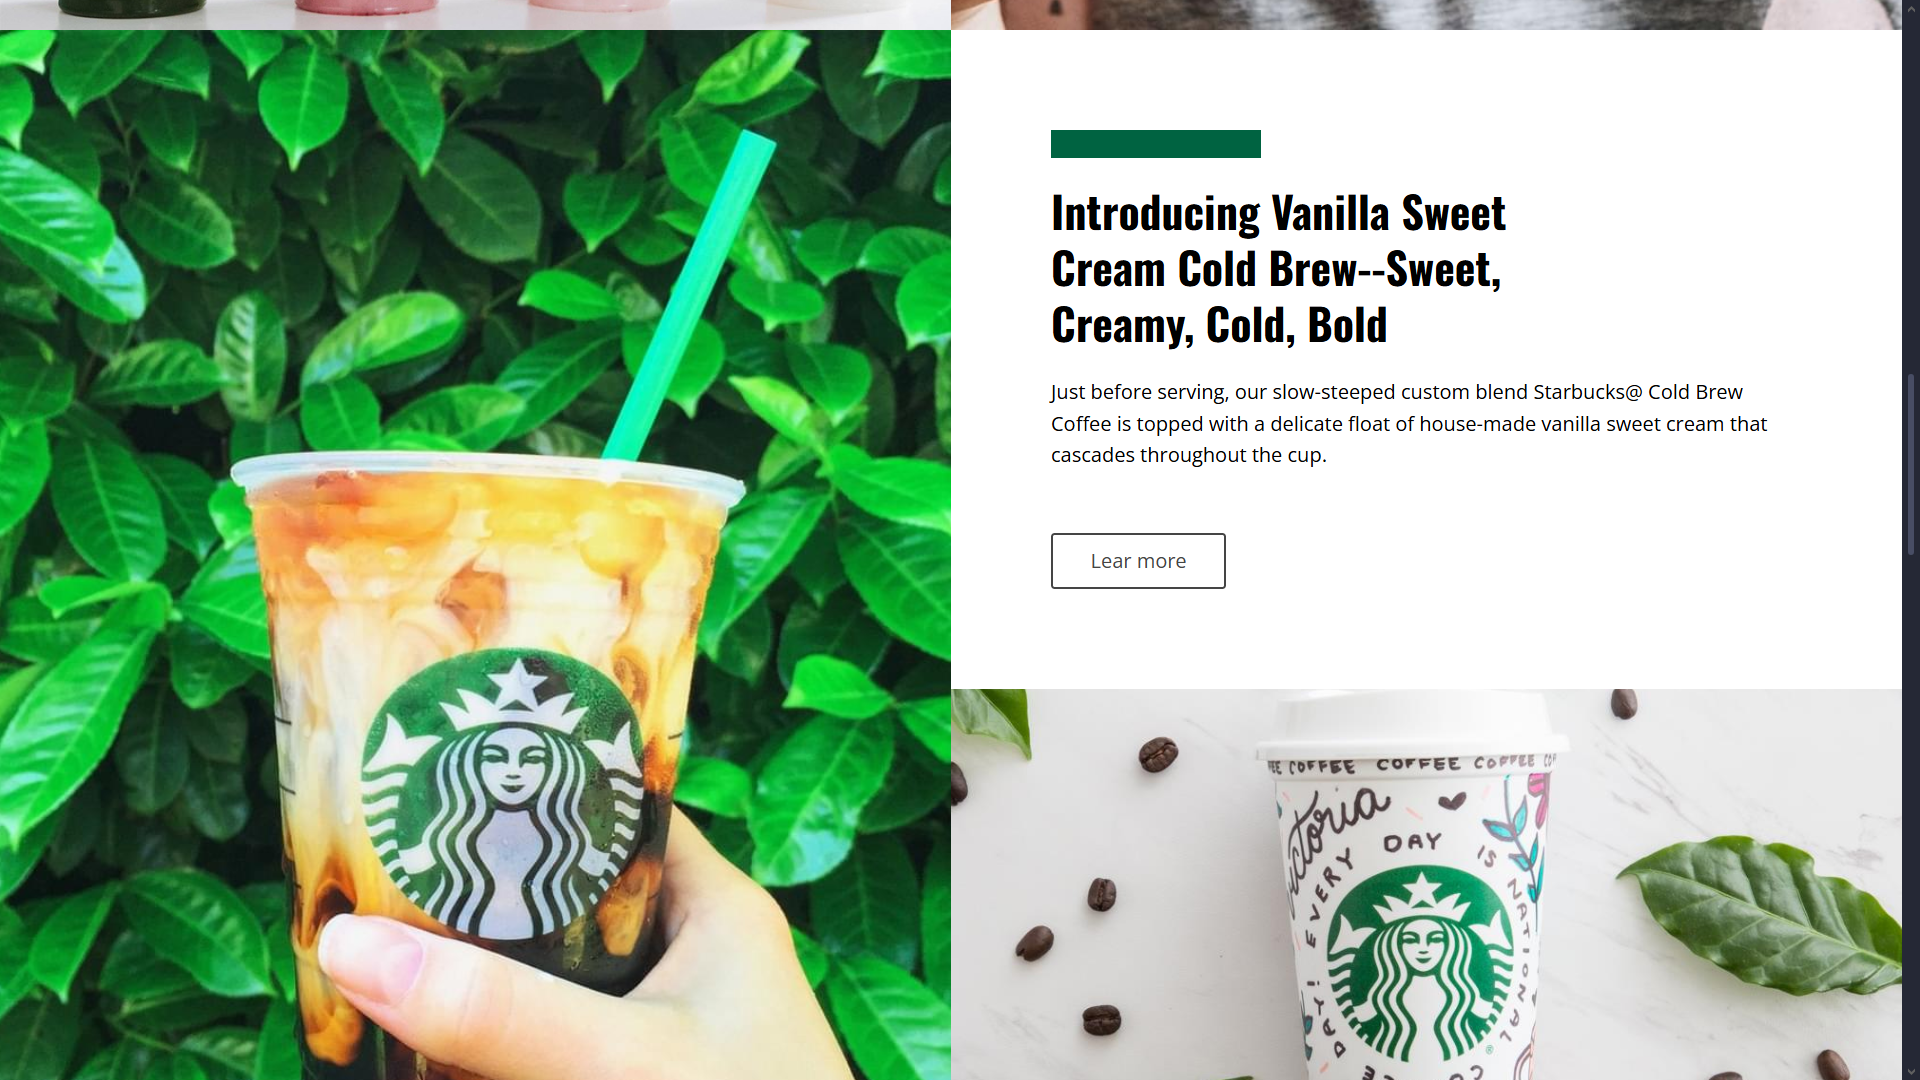 Introducing Vanilla Sweet
Cream Cold Brew--Sweet,
Creamy, Cold, Bold
Just before serving, our slow-steeped custom blend Starbucks@ Cold Brew
Coffee is topped with a delicate float of house-made vanilla sweet cream that
cascades throughout the cup.
Lear more
COFFEE COFFEE COFFEE
EVERY DAY IS NATIONAL
DAY!